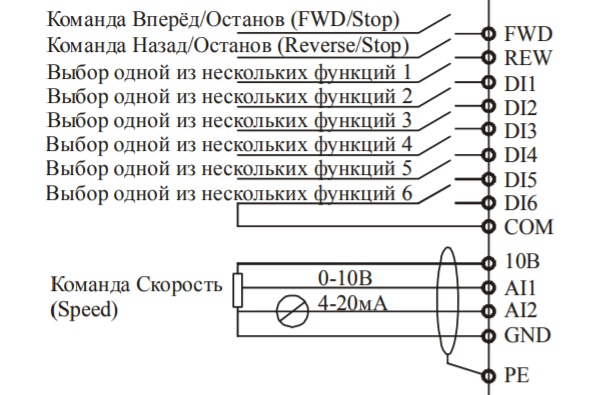 Команда Вперёд/Останов (FWD/Stop)
FWD
Команда Назад/Останов (Reverse/Stop)
REW
Выбор одной из нескольких функций 1
DI1
Выбор одной из нескольких функций 2
DI2
Выбор одной из нескольких функций 3
DI3
Выбор одной из нескольких функций 4
DI4
Выбор одной из нескольких функций 5
DI5
Выбор одной из нескольких функций 6
DI6
COM
10В
Команда Скорость
(Speed)
0-10В
AI1
4-20мА
AI2
GND
PE